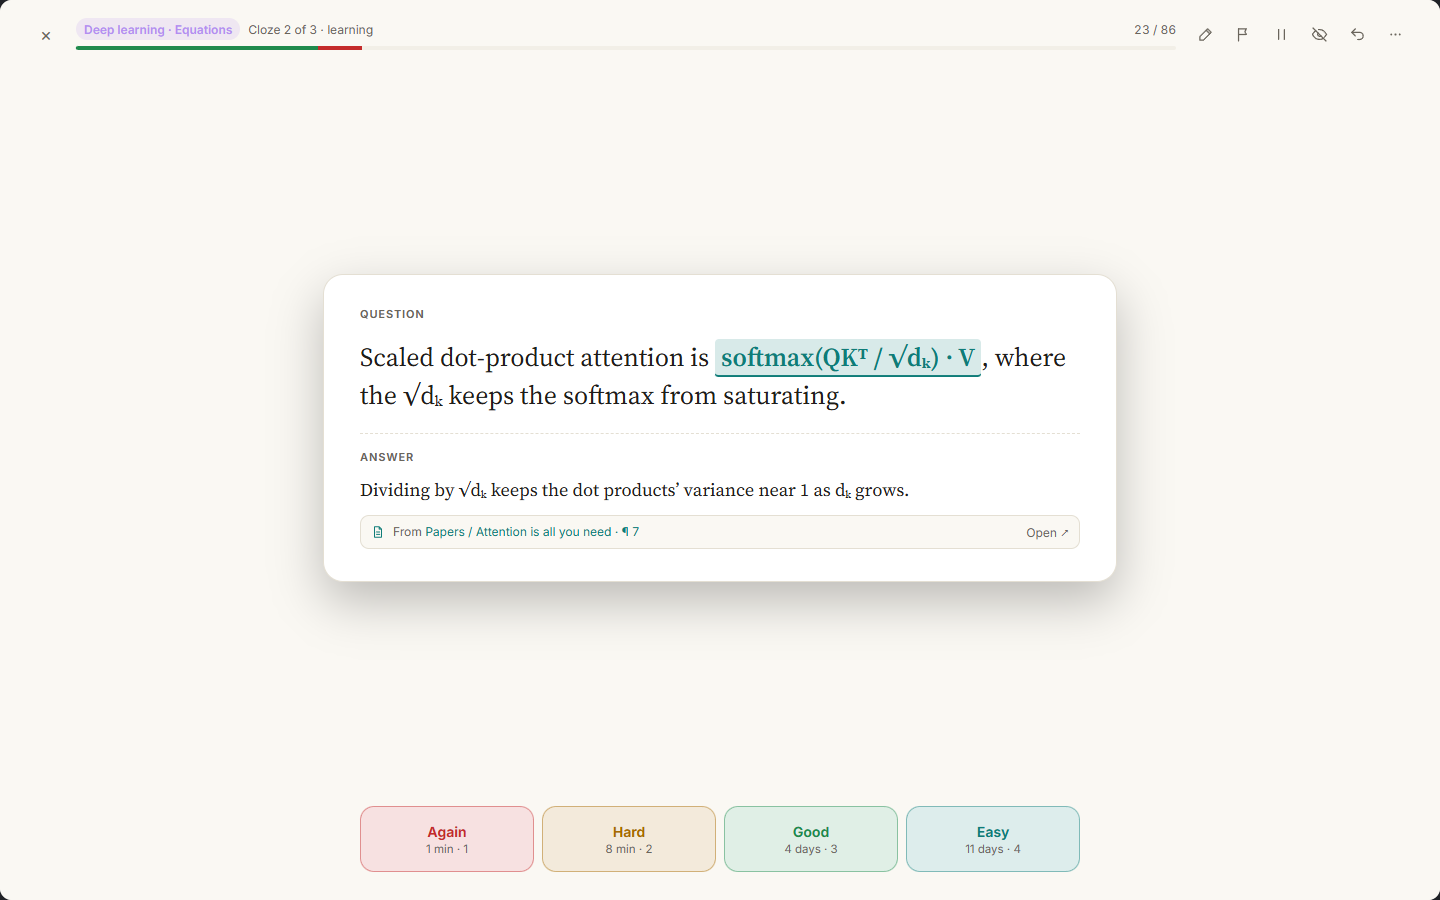 Deep learning · Equations Cloze 2 of 3 · learning 23 / 86
QUESTION
Scaled dot-product attention is softmax(QKᵀ / √dₖ) · V, where
the √dₖ keeps the softmax from saturating.
ANSWER
Dividing by √dₖ keeps the dot products’ variance near 1 as dₖ grows.
From Papers / Attention is all you need · ¶ 7 Open ↗
Again Hard Good Easy
1 min · 1 8 min · 2 4 days · 3 11 days · 4